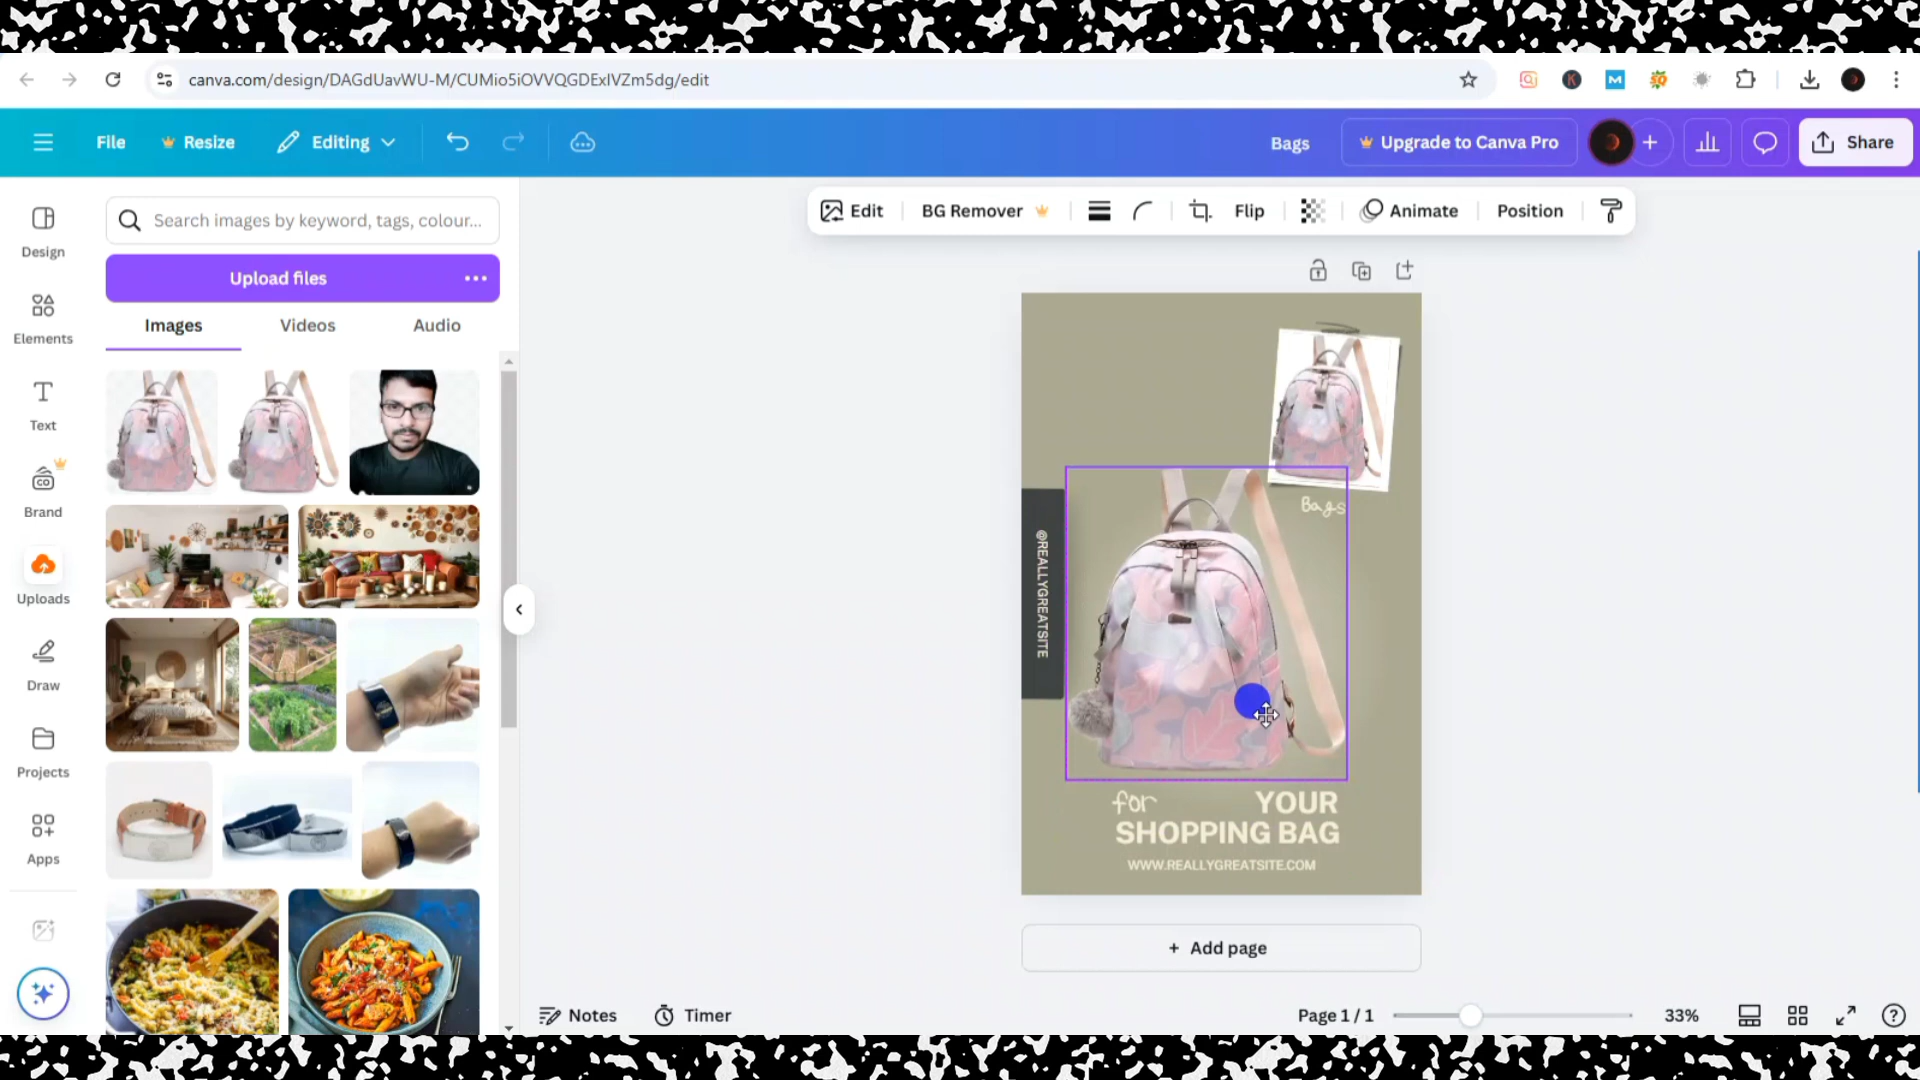 canva.com/design/DAGdUavWU-M/CUMio5iOVVQGDExIVZm5dg/edit
File
Resize
Editing
Bags
Upgrade to Canva Pro
Share
Design
Elements
Text
Brand
Uploads
Draw
Projects
Apps
Search images by keyword, tags, colour...
Upload files
Images
Videos
Audio
Edit
BG Remover
Flip
Animate
Position
Bags
@REALLYGREATSITE
for YOUR
SHOPPING BAG
WWW.REALLYGREATSITE.COM
+ Add page
Notes
Timer
Page 1 / 1
33%